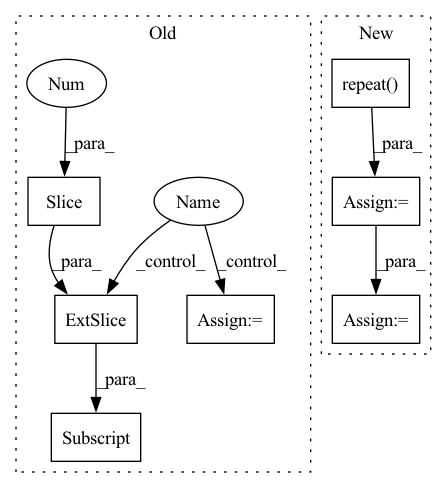 Old
New
Num
repeat()
_para_
_para_
Slice
Name
Assign:=
_para_
_control_
_control_
_para_
ExtSlice
Assign:=
Assign:=
_para_
Subscript